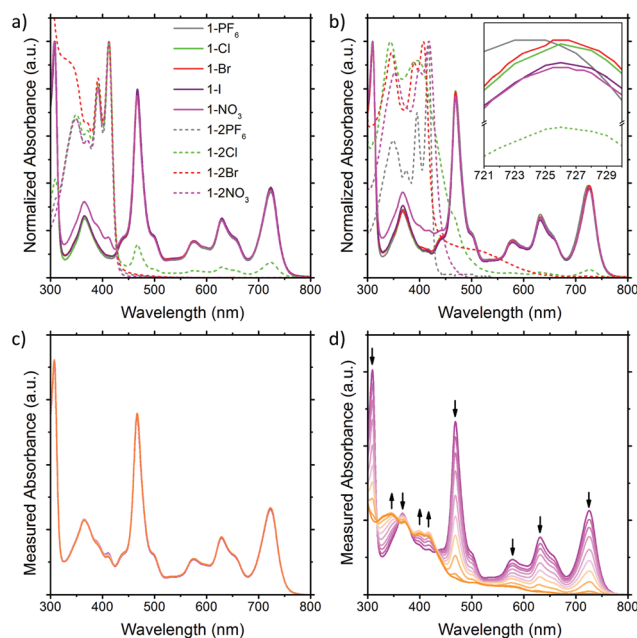 a)
1-PF6
1-Cl
1-Br
1-I
1-NO3
1-2PF6
1-2Cl
1-2Br
1-2NO3
Normalized Absorbance (a.u.)
300 400 500 600 700 800
Wavelength (nm)
b)
721 723 725 727 729
Normalized Absorbance (a.u.)
300 400 500 600 700 800
Wavelength (nm)
c)
Measured Absorbance (a.u.)
300 400 500 600 700 800
Wavelength (nm)
d)
Measured Absorbance (a.u.)
300 400 500 600 700 800
Wavelength (nm)